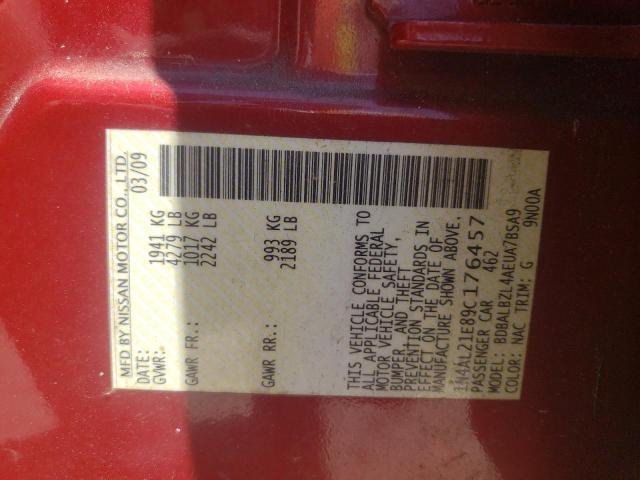 MFD BY NISSAN MOTOR CO., LTD.
DATE: 03/09
GVWR: 1941 KG
4279 LB
GAWR FR.: 1017 KG
2242 LB
GAWR RR.: 993 KG
2189 LB
THIS VEHICLE CONFORMS TO
ALL APPLICABLE FEDERAL
MOTOR VEHICLE SAFETY,
BUMPER, AND THEFT
PREVENTION STANDARDS IN
EFFECT ON THE DATE OF
MANUFACTURE SHOWN ABOVE.
1N4AL21E89C176457
PASSENGER CAR 462
MODEL: BDBALBZL4AEUA7BSA9
COLOR: NAC TRIM: G 9N00A